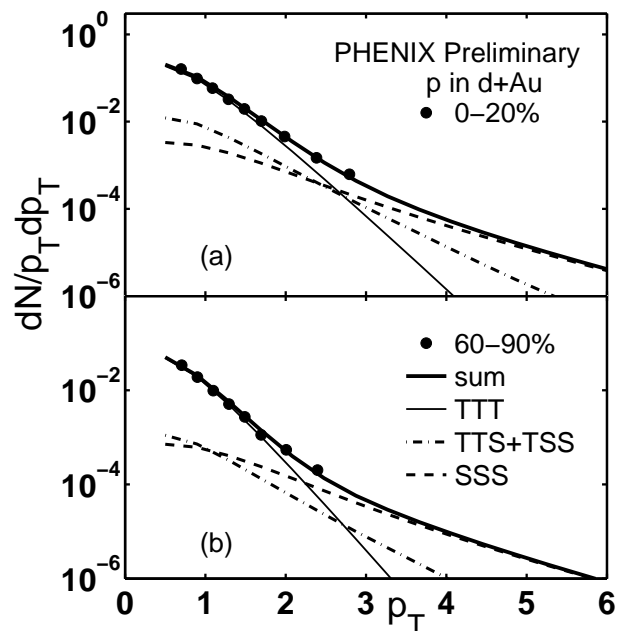 10^0
PHENIX Preliminary
p in d+Au
0−20%
10^−2
10^−4
(a)
10^−6
dN/p_T dp_T
60−90%
sum
10^−2
TTT
TTS+TSS
10^−4
SSS
(b)
10^−6
0 1 2 3 4 5 6
p_T